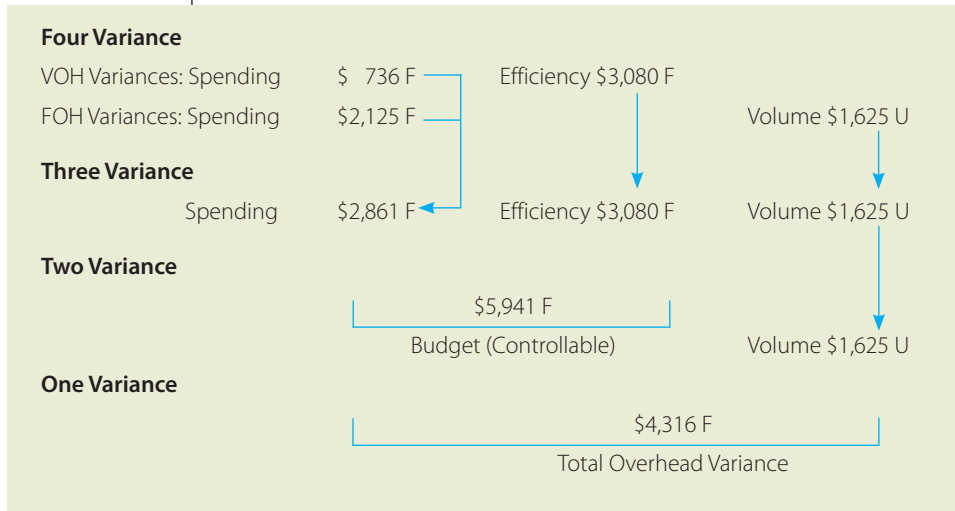 Four Variance
VOH Variances: Spending $ 736 F Efficiency $3,080 F
FOH Variances: Spending $2,125 F Volume $1,625 U
Three Variance
Spending $2,861 F Efficiency $3,080 F Volume $1,625 U
Two Variance
$5,941 F
Budget (Controllable) Volume $1,625 U
One Variance
$4,316 F
Total Overhead Variance